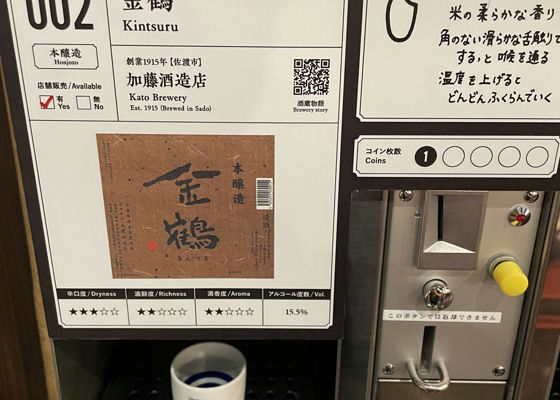 002
金鶴
Kintsuru
本醸造
Honjozo
創業1915年【佐渡市】
加藤酒造店
Kato Brewery
Est. 1915 (Brewed in Sado)
酒蔵物語
Brewery story
店舗販売/Available
有
Yes
無
No
本醸造
金鶴
きんつる
清酒
辛口度/Dryness
★★★☆☆
濃醇度/Richness
★★☆☆☆
酒香度/Aroma
★★☆☆☆
アルコール度数/Vol.
15.5%
米の柔らかな香り
角のない滑らかな舌触りで
するっと喉を通る
温度を上げると
どんどんふくらんでいく
コイン枚数
Coins
1
このボタンでは返却できません